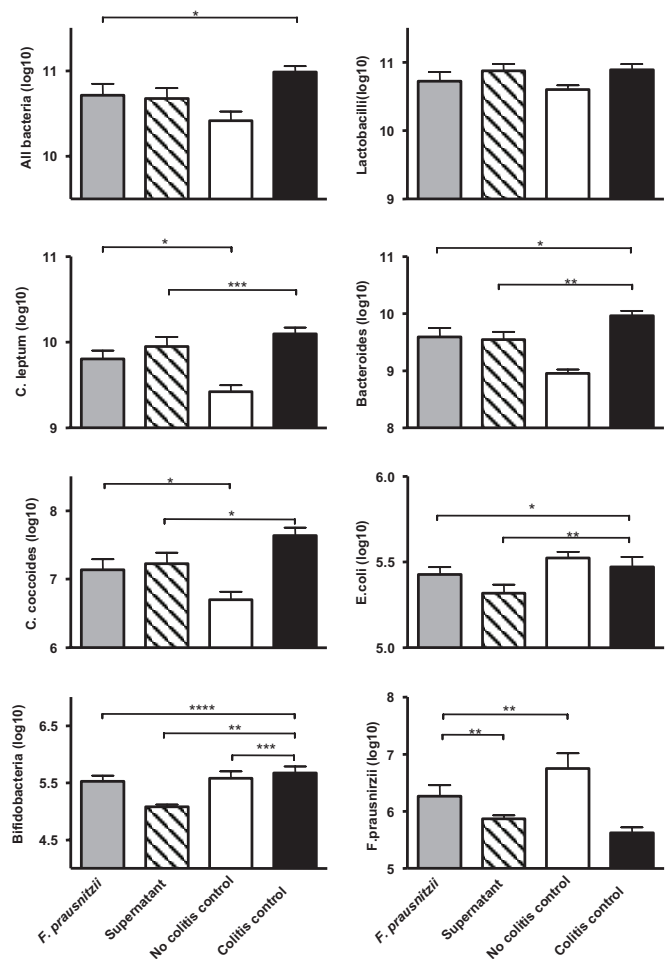 *
11
10
All bacteria (log10)
11
10
9
Lactobacilli(log10)
*
***
11
10
9
C. leptum (log10)
*
**
11
10
9
8
Bacteroides (log10)
*
*
8
7
6
C. coccoides (log10)
*
**
6.0
5.5
5.0
E.coli (log10)
****
**
***
6.5
5.5
4.5
Bifidobacteria (log10)
**
**
8
7
6
5
F.prausnirzii (log10)
F. prausnitzii
Supernatant
No colitis control
Colitis control
F. prausnitzii
Supernatant
No colitis control
Colitis control